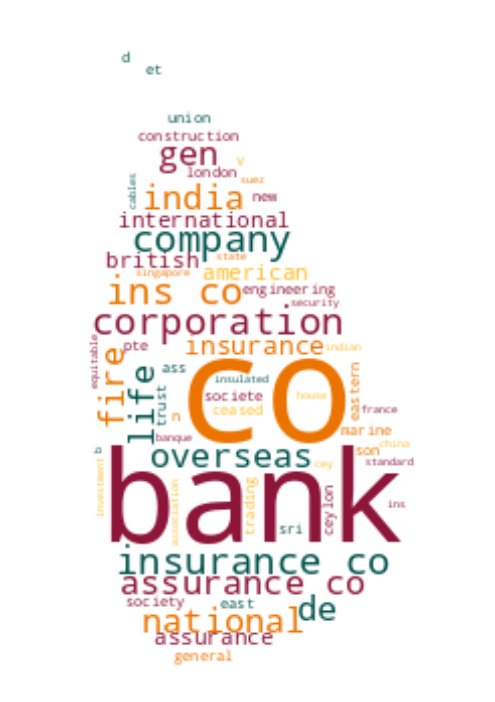 d
et
union
construction
gen
v
london
suez
cables
india
new
international
company
british
state
singapore
american
ins co
engineering
security
corporation
equitable
pte
insurance
indian
fire
life
ass
insulated
co
trust
societe
house
eastern
n
ceased
france
banque
marine
china
b
overseas
son
cey
standard
bank
investment
association
trading
ceylon
ins
sri
insurance co
assurance co
society
east
de
national
assurance
general